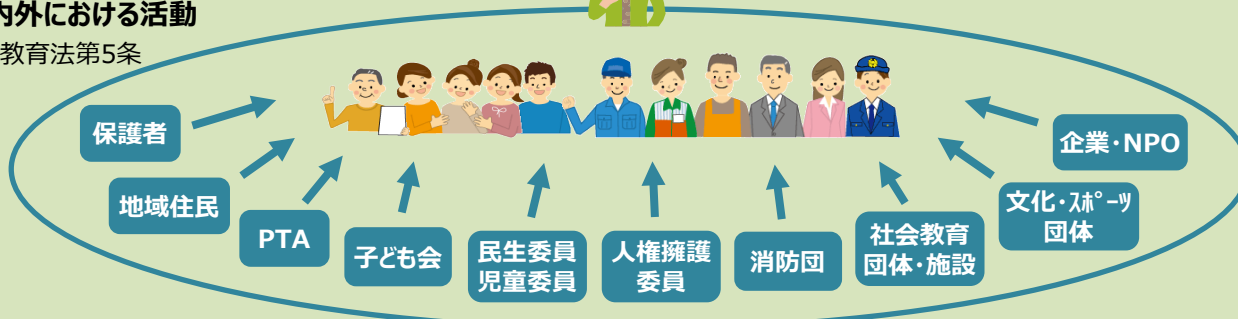 内外における活動
教育法第5条
保護者
地域住民
PTA
子ども会
民生委員
児童委員
人権擁護
委員
消防団
社会教育
団体・施設
文化・ｽﾎﾟｰﾂ
団体
企業・NPO